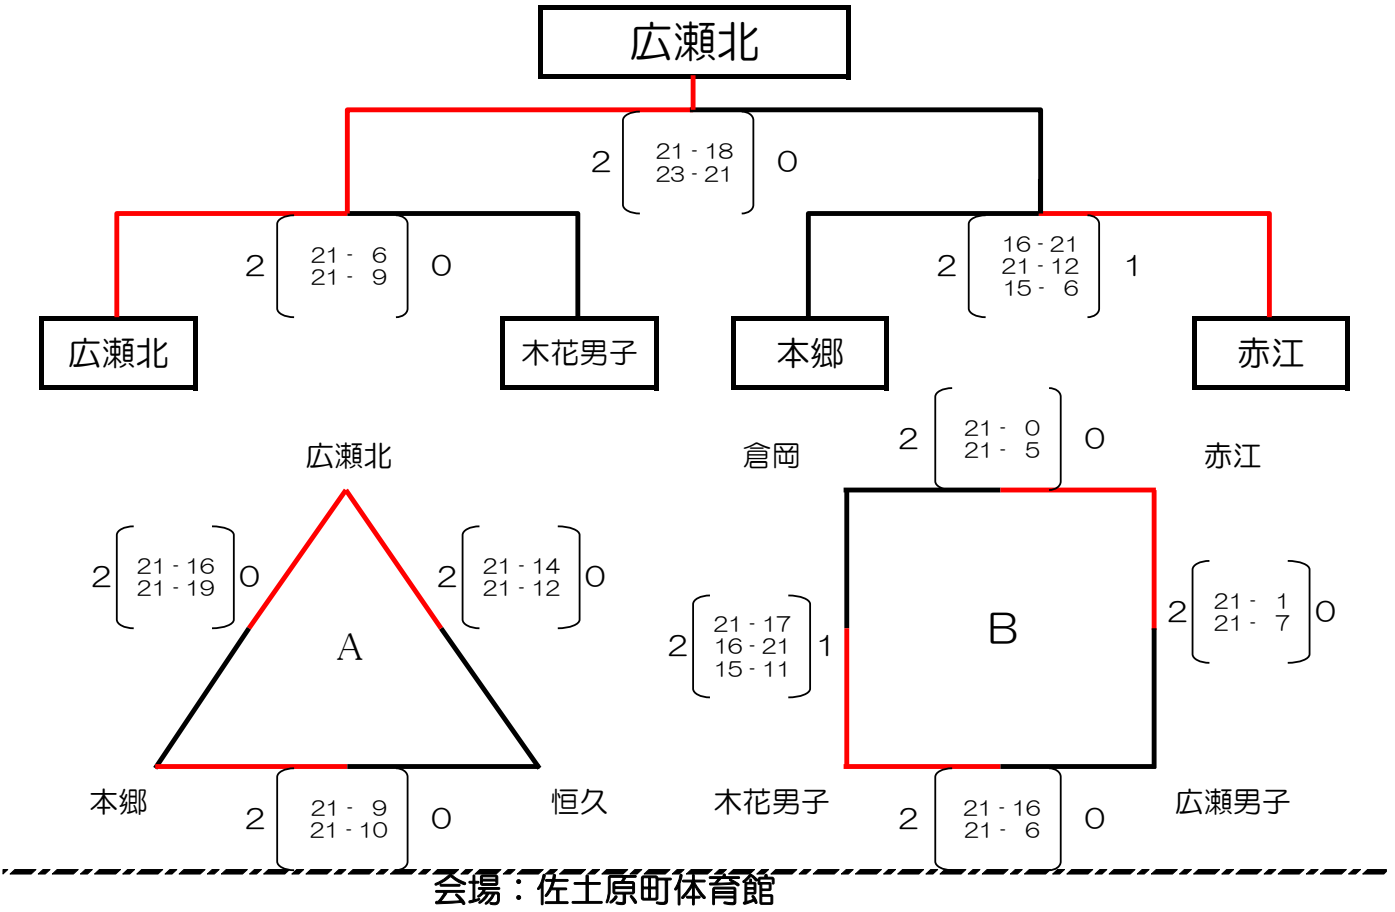 広瀬北
2 21 - 18 0
23 - 21
2 21 - 6 0
21 - 9
2 16 - 21 1
21 - 12
15 - 6
広瀬北 木花男子 本郷 赤江
2 21 - 0 0
21 - 5
広瀬北 倉岡 赤江
2 21 - 16 0
21 - 19
2 21 - 14 0
21 - 12
A
2 21 - 17 1
16 - 21
15 - 11
B
2 21 - 1 0
21 - 7
本郷 恒久 木花男子 広瀬男子
2 21 - 9 0
21 - 10
2 21 - 16 0
21 - 6
会場：佐土原町体育館